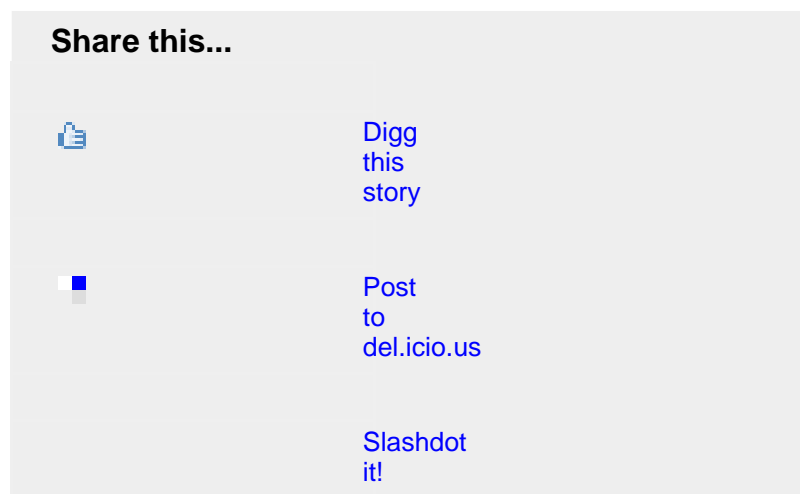 Share this...
Digg
this
story
Post
to
del.icio.us
Slashdot
it!